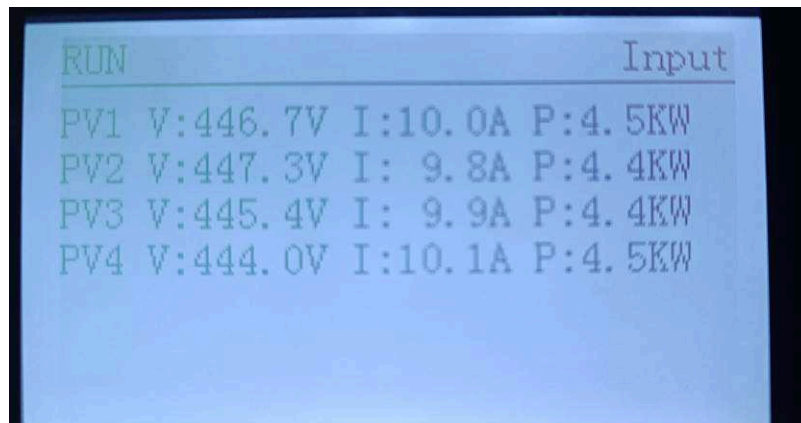 RUN Input
PV1 V:446.7V I:10.0A P:4.5KW
PV2 V:447.3V I: 9.8A P:4.4KW
PV3 V:445.4V I: 9.9A P:4.4KW
PV4 V:444.0V I:10.1A P:4.5KW